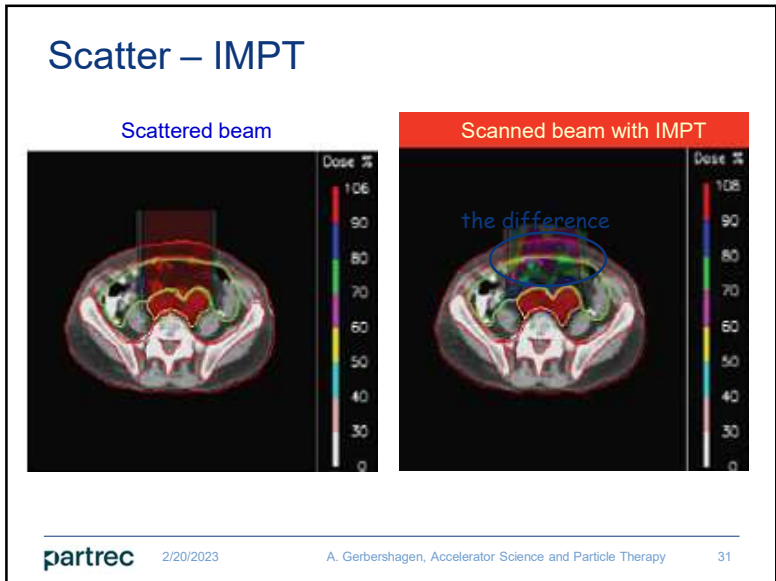 Scatter – IMPT
Scattered beam
Dose %
106
90
80
70
60
50
40
30
0
Scanned beam with IMPT
the difference
Dose %
108
90
80
70
60
50
40
30
0
partrec 2/20/2023 A. Gerbershagen, Accelerator Science and Particle Therapy 31